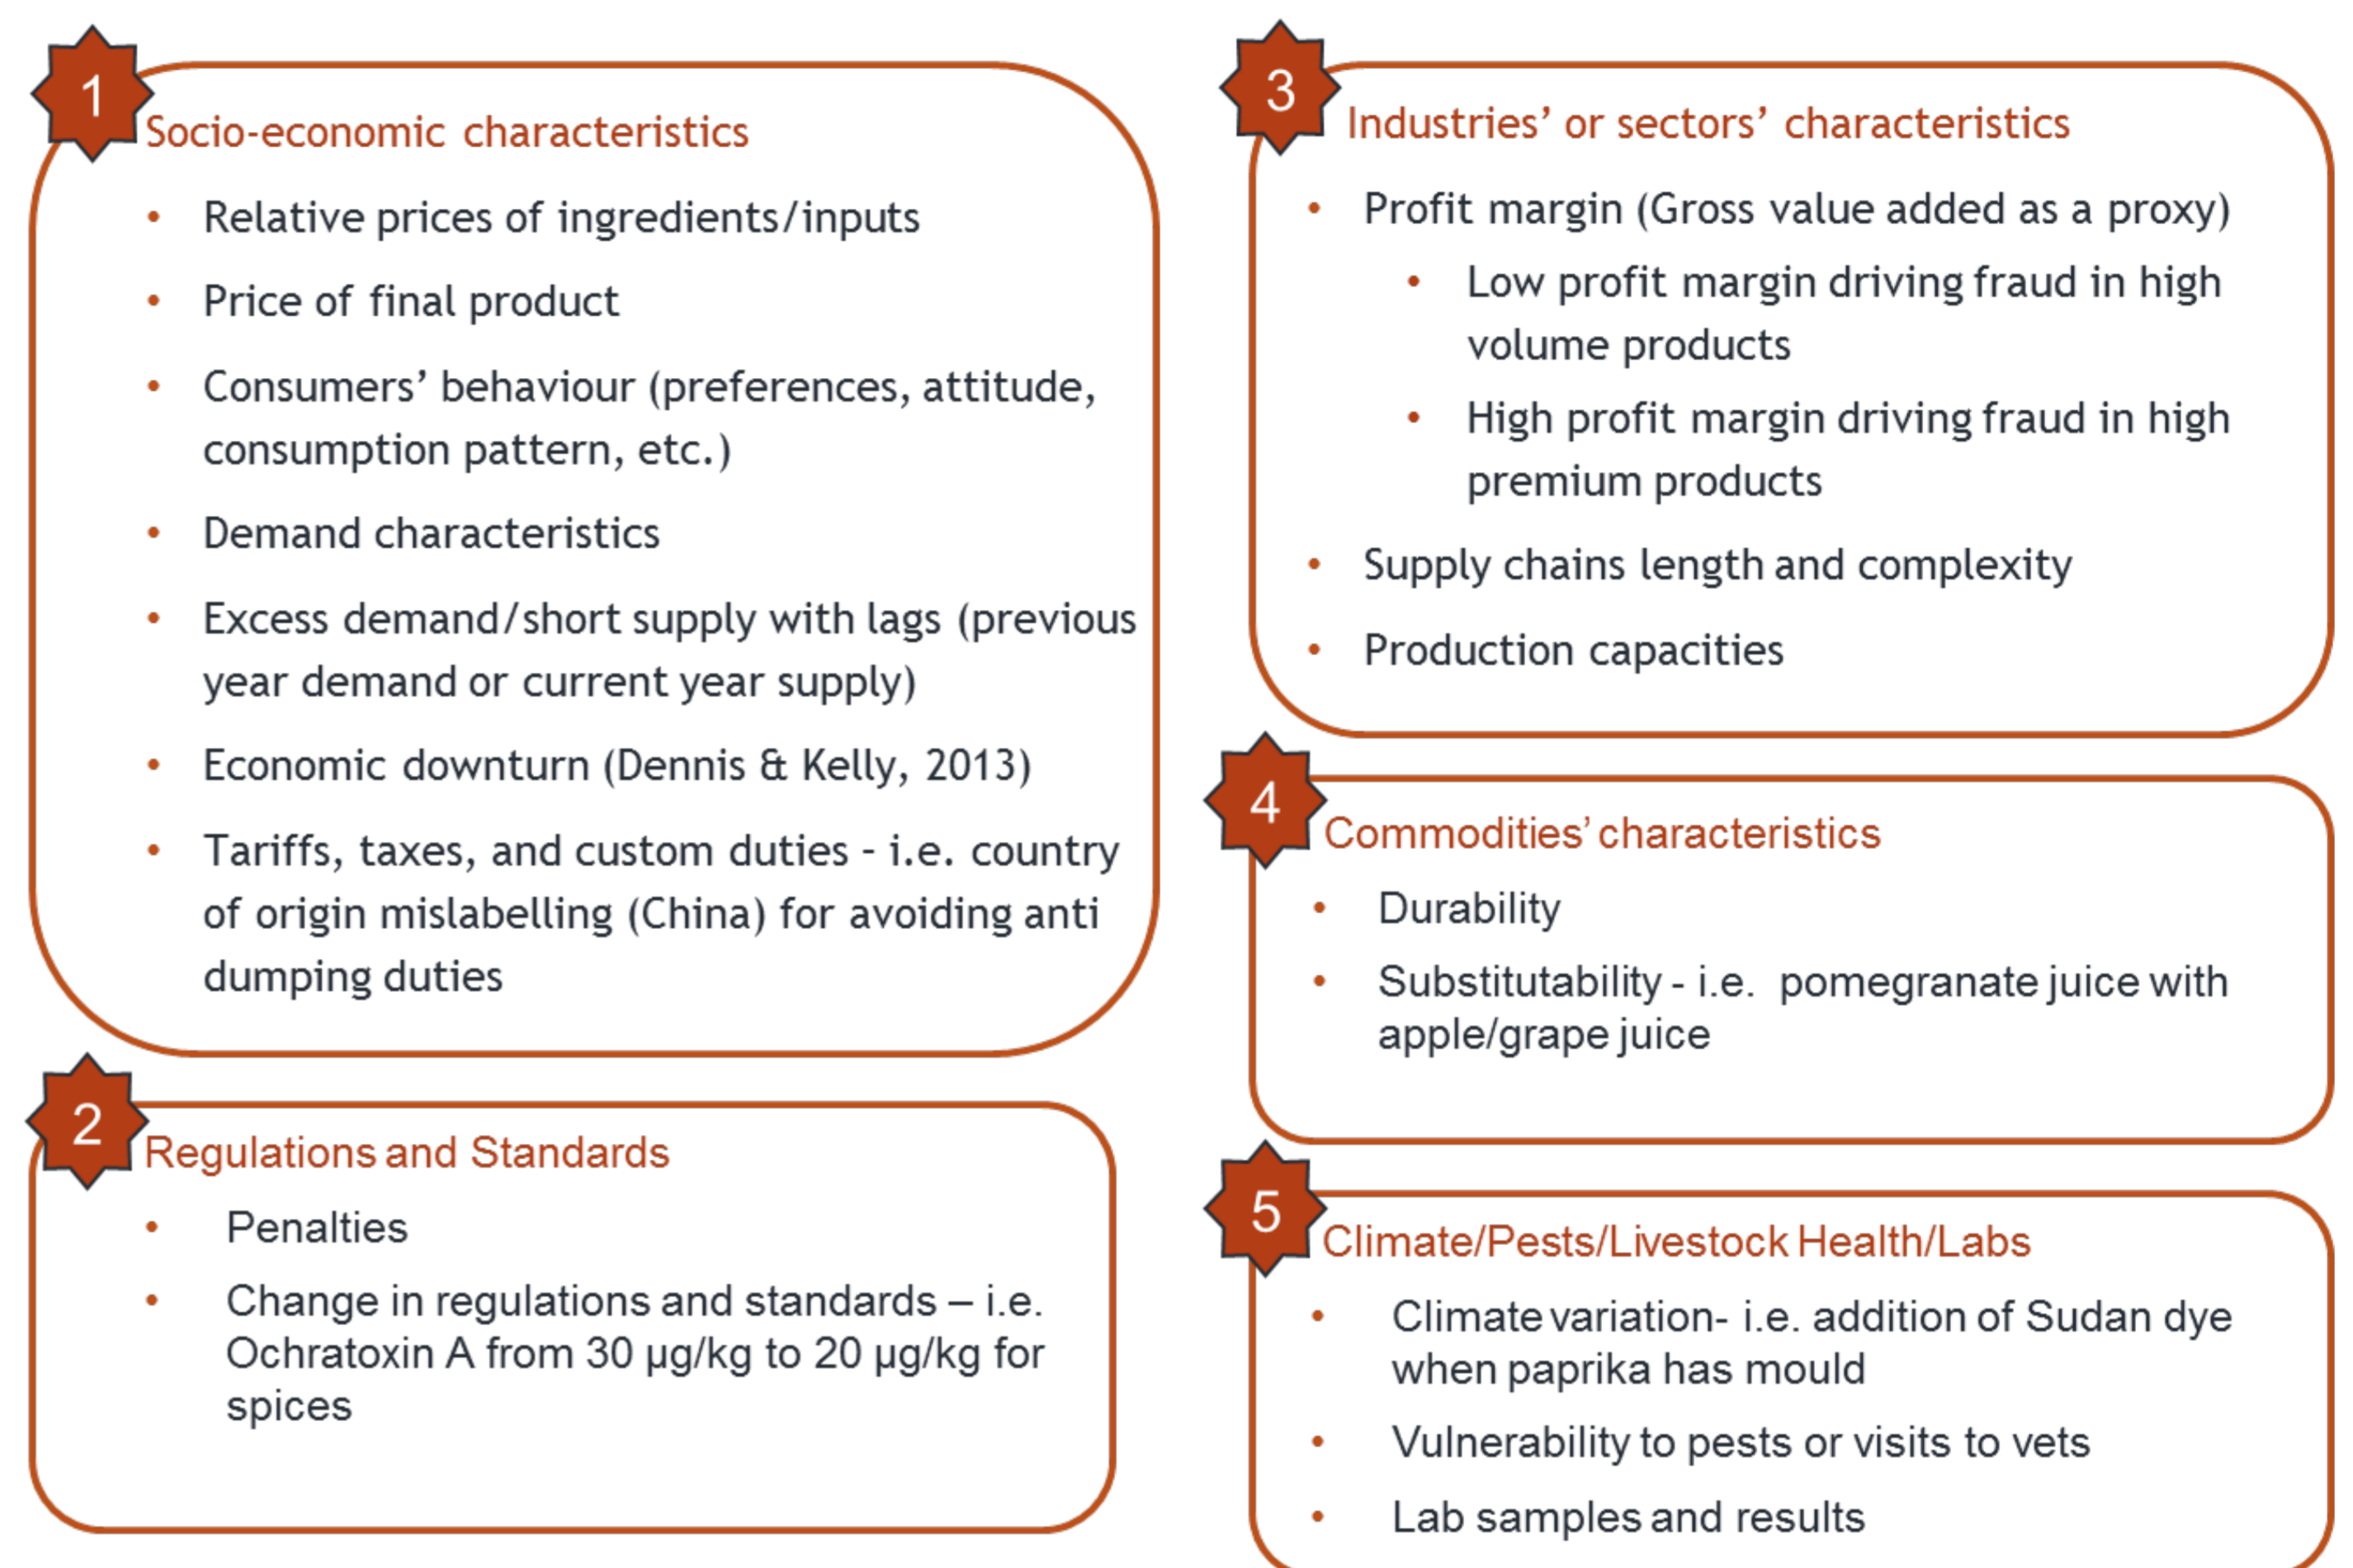 1
Socio-economic characteristics
• Relative prices of ingredients/inputs
• Price of final product
• Consumers’ behaviour (preferences, attitude,
consumption pattern, etc.)
• Demand characteristics
• Excess demand/short supply with lags (previous
year demand or current year supply)
• Economic downturn (Dennis & Kelly, 2013)
• Tariffs, taxes, and custom duties - i.e. country
of origin mislabelling (China) for avoiding anti
dumping duties
2
Regulations and Standards
• Penalties
• Change in regulations and standards – i.e.
Ochratoxin A from 30 µg/kg to 20 µg/kg for
spices
3
Industries’ or sectors’ characteristics
• Profit margin (Gross value added as a proxy)
• Low profit margin driving fraud in high
volume products
• High profit margin driving fraud in high
premium products
• Supply chains length and complexity
• Production capacities
4
Commodities’ characteristics
• Durability
• Substitutability - i.e. pomegranate juice with
apple/grape juice
5
Climate/Pests/Livestock Health/Labs
• Climate variation- i.e. addition of Sudan dye
when paprika has mould
• Vulnerability to pests or visits to vets
• Lab samples and results